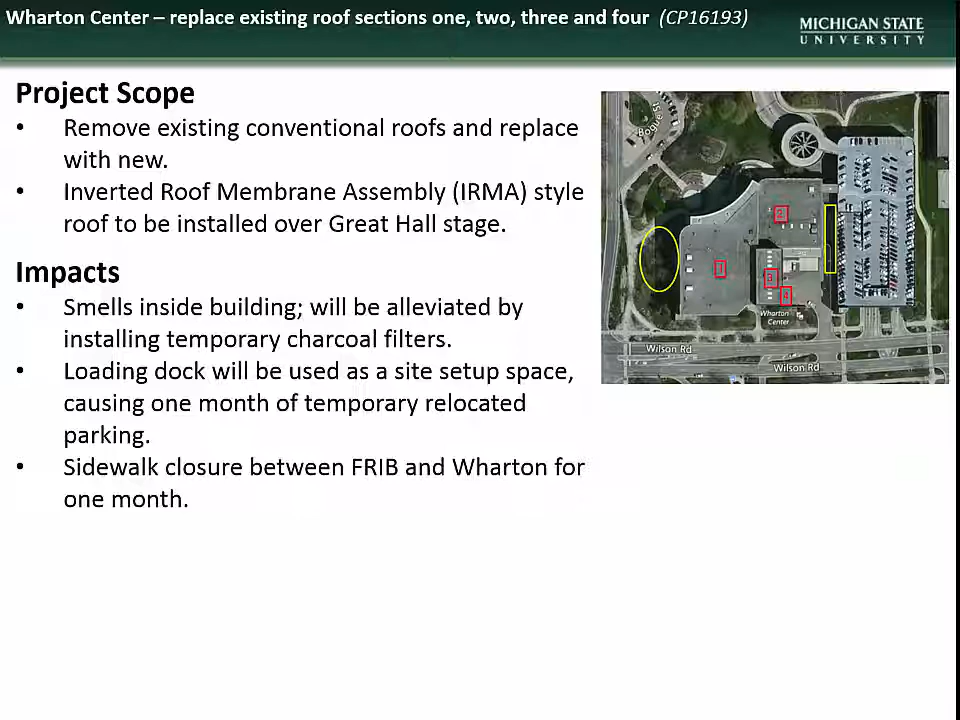 Wharton Center – replace existing roof sections one, two, three and four (CP16193)
MICHIGAN STATE
UNIVERSITY
Project Scope
• Remove existing conventional roofs and replace
with new.
• Inverted Roof Membrane Assembly (IRMA) style
roof to be installed over Great Hall stage.
Impacts
• Smells inside building; will be alleviated by
installing temporary charcoal filters.
• Loading dock will be used as a site setup space,
causing one month of temporary relocated
parking.
• Sidewalk closure between FRIB and Wharton for
one month.
Bogue St
2
1
3
4
Wharton
Center
Wilson Rd
Wilson Rd